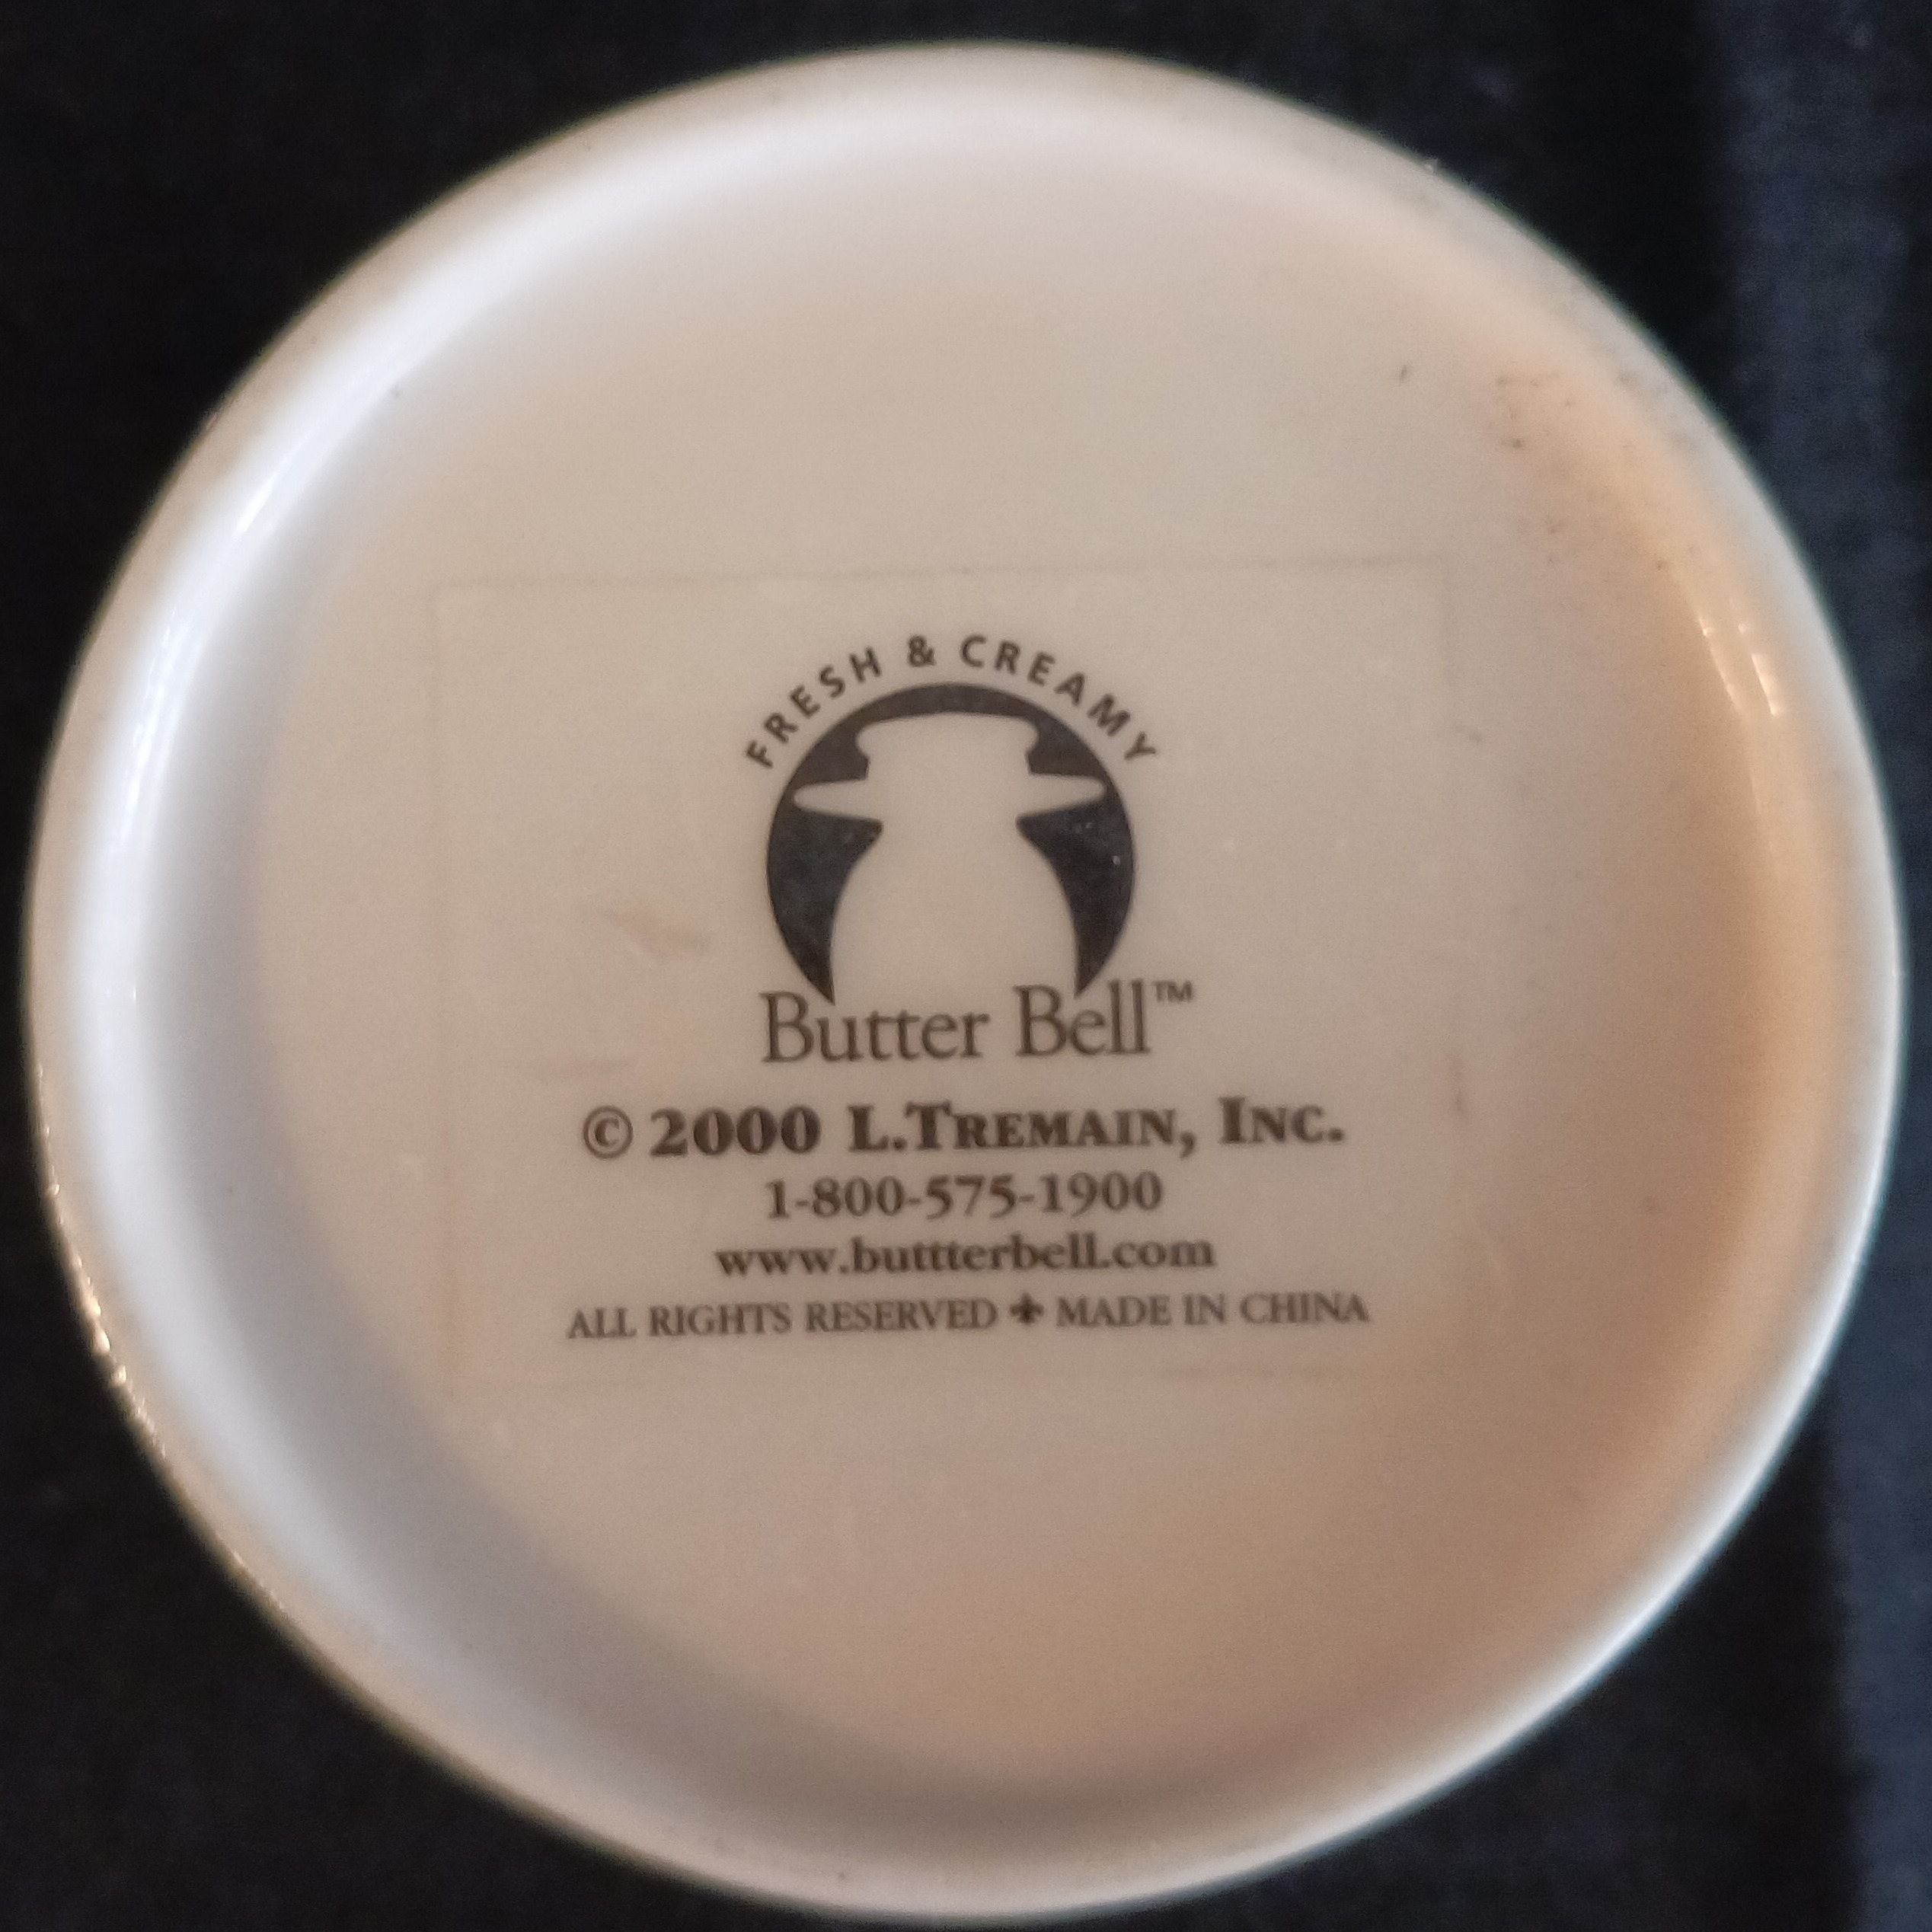 FRESH & CREAMY
Butter Bell™
© 2000 L.TREMAIN, INC.
1-800-575-1900
www.buttterbell.com
ALL RIGHTS RESERVED ⚜ MADE IN CHINA